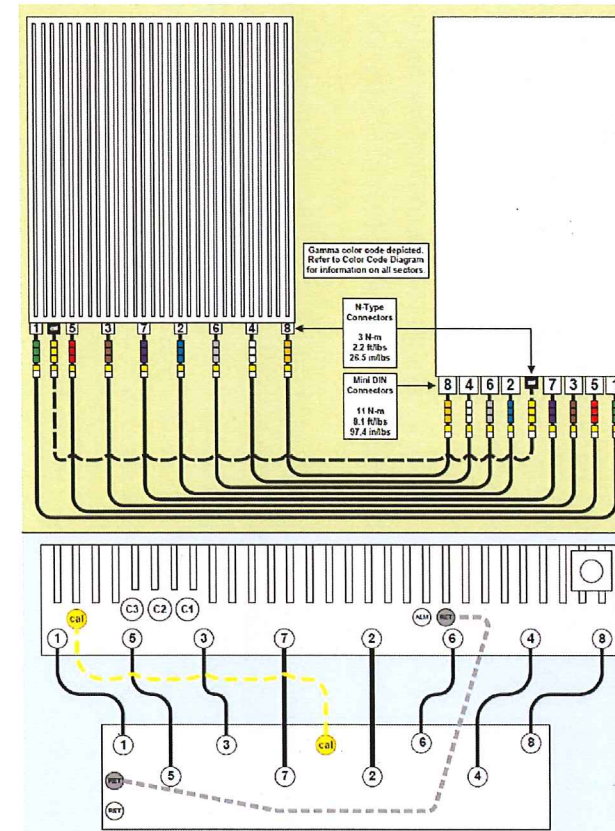 Gamma color code depicted.
Refer to Color Code Diagram
for information on all sectors.
N-Type
Connectors
3 N-m
2.2 ft/lbs
26.5 in/lbs
1 5 3 7 2 6 4 8
Mini DIN
Connectors
11 N-m
8.1 ft/lbs
97.4 in/lbs
8 4 6 2 7 3 5 1
C3 C2 C1
cal ALM RET
1 5 3 7 2 6 4 8
1 3 cal 6 8
5 7 2 4
RET
RET